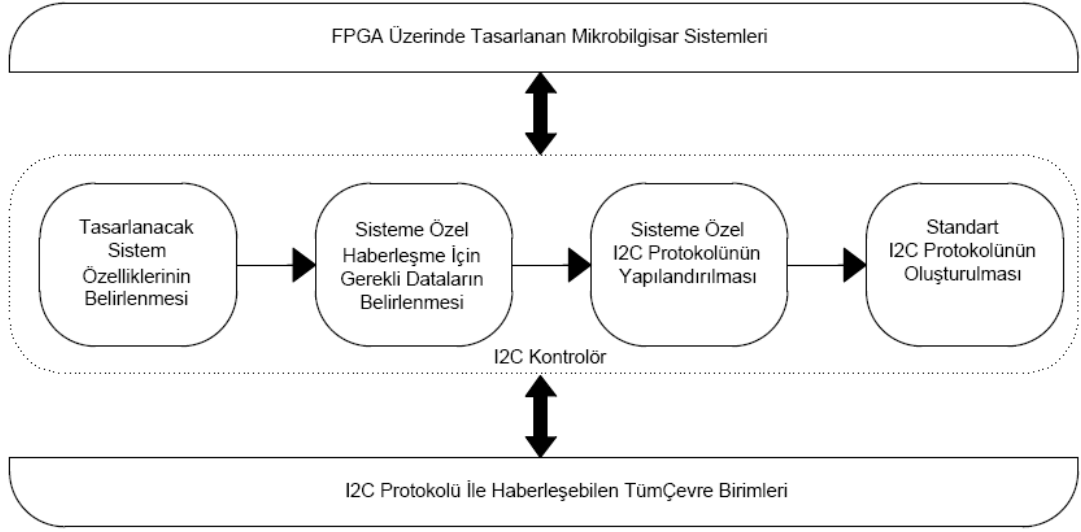 FPGA Üzerinde Tasarlanan Mikrobilgisar Sistemleri
Tasarlanacak
Sistem
Özelliklerinin
Belirlenmesi
Sisteme Özel
Haberleşme İçin
Gerekli Dataların
Belirlenmesi
Sisteme Özel
I2C Protokolünün
Yapılandırılması
Standart
I2C Protokolünün
Oluşturulması
I2C Kontrolör
I2C Protokolü İle Haberleşebilen TümÇevre Birimleri